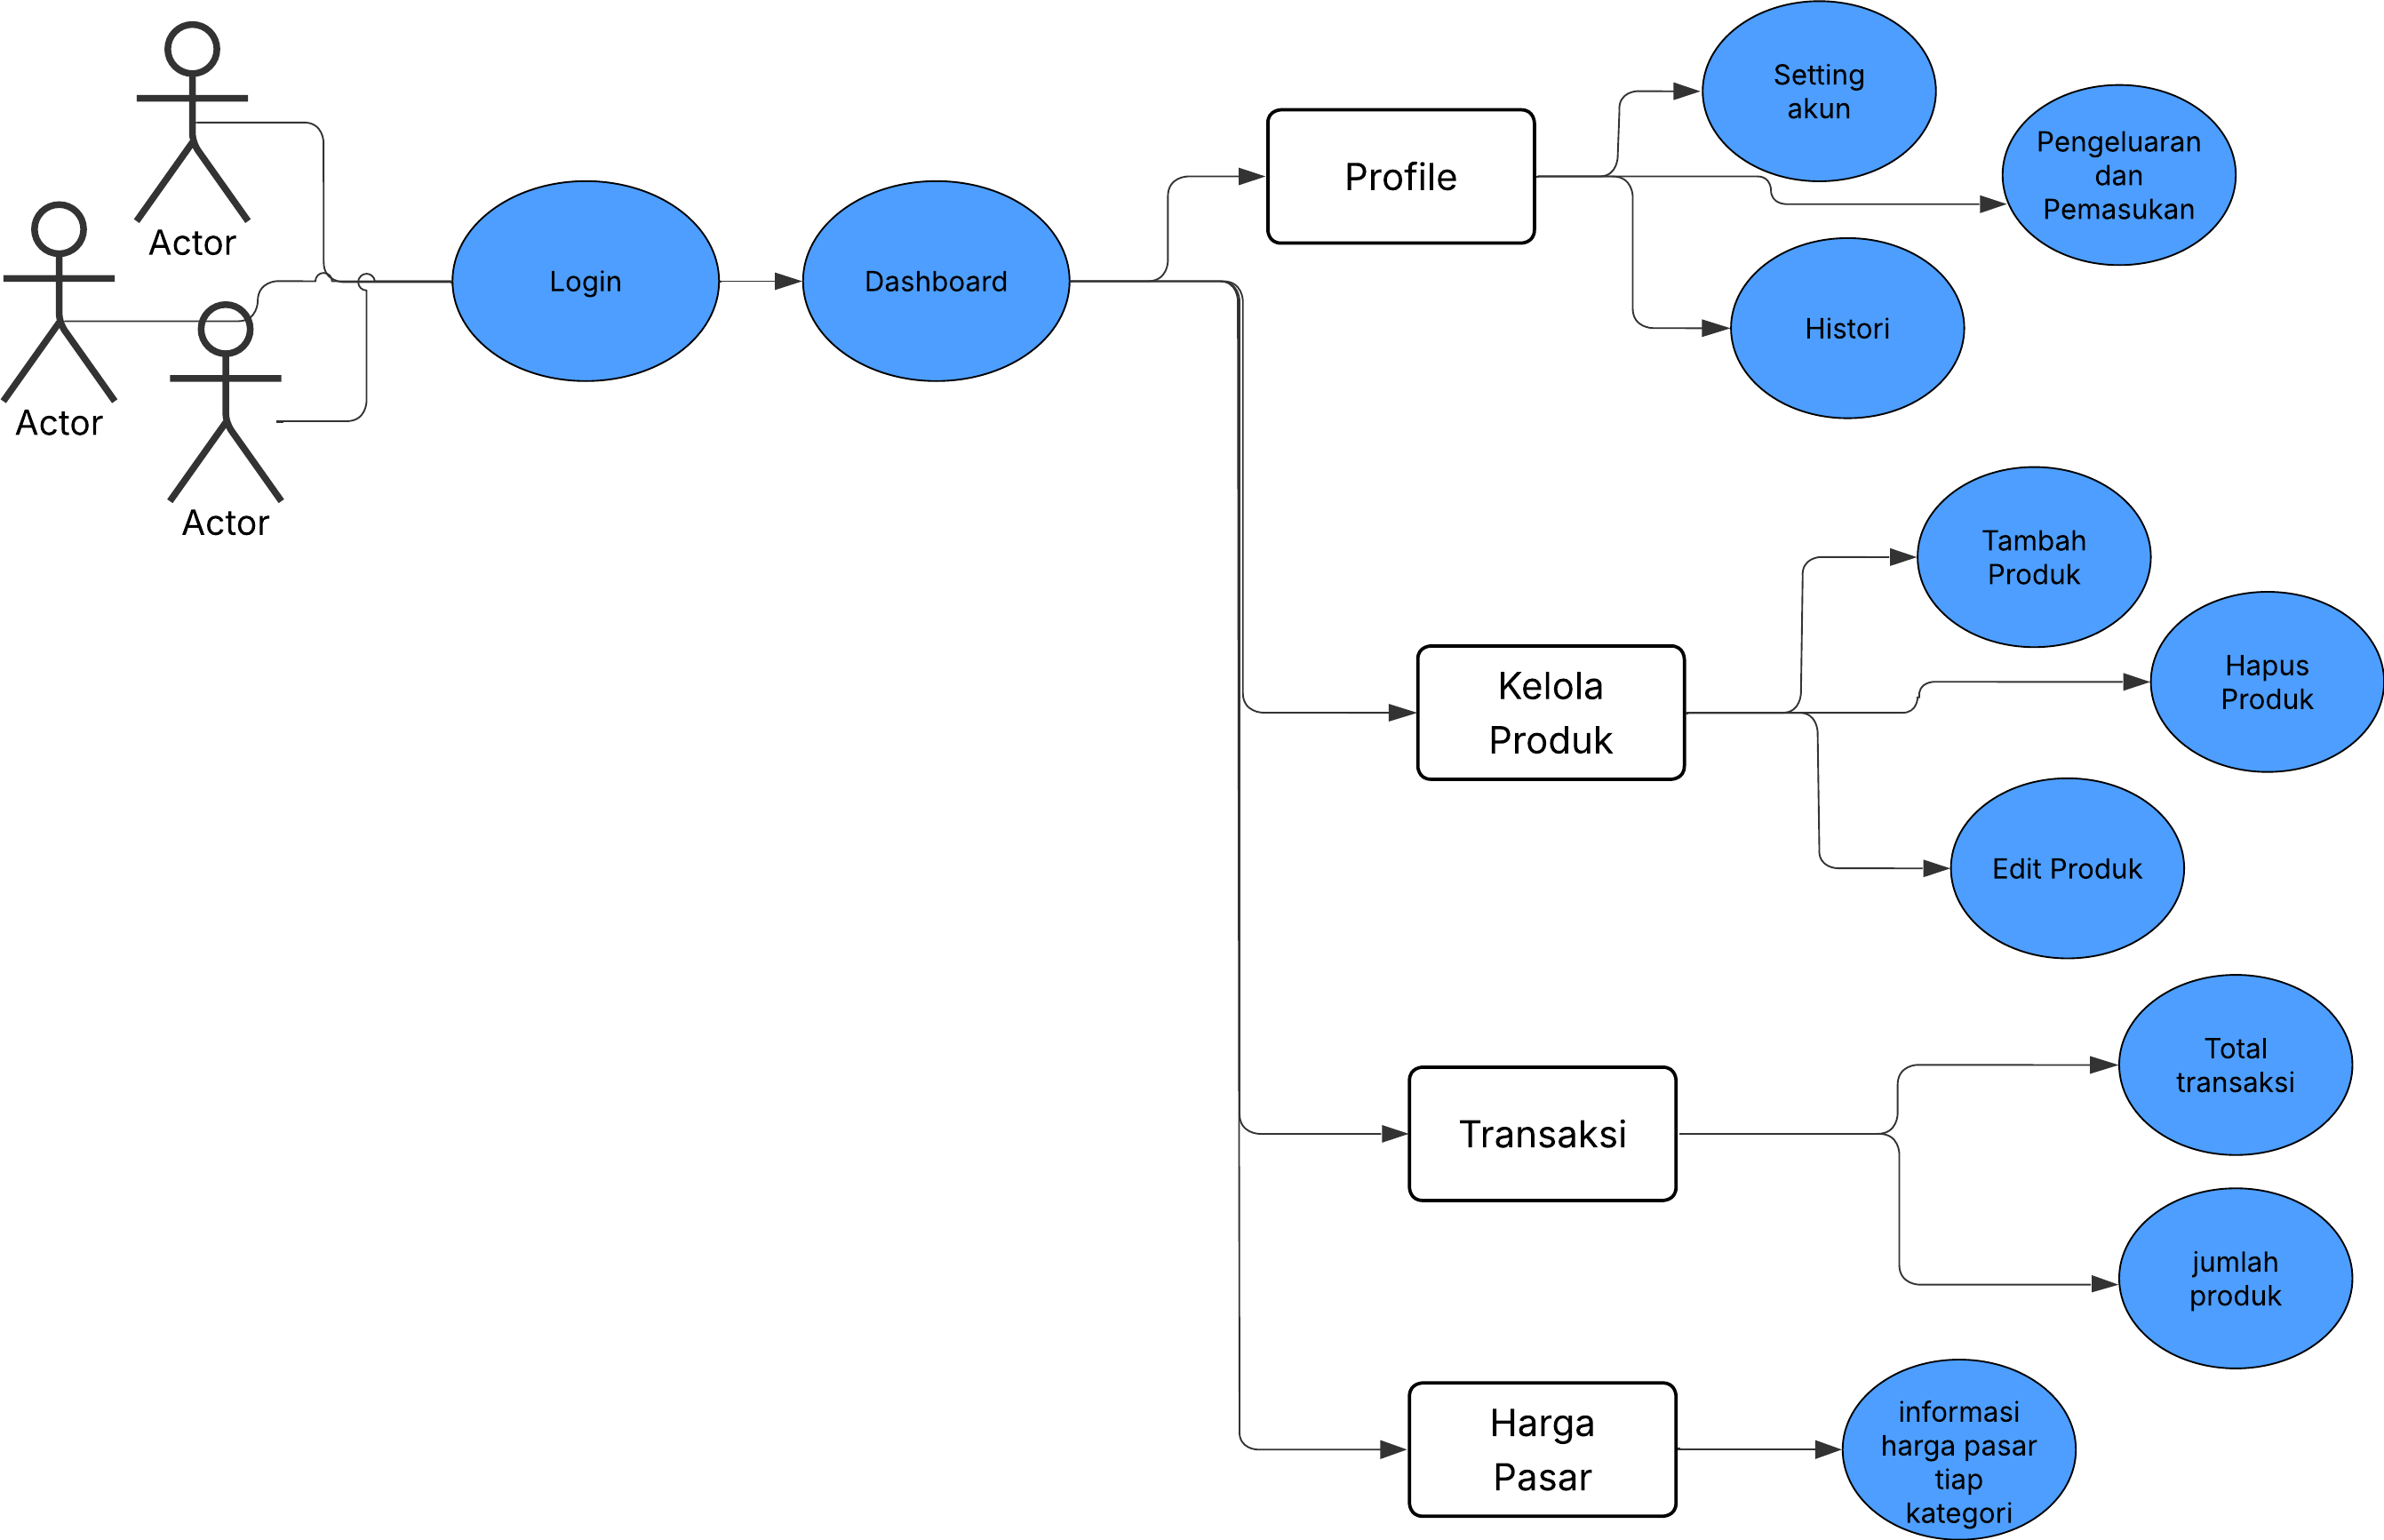 Actor
Actor
Actor
Login
Dashboard
Profile
Setting
akun
Pengeluaran
dan
Pemasukan
Histori
Kelola
Produk
Tambah
Produk
Hapus
Produk
Edit Produk
Transaksi
Total
transaksi
jumlah
produk
Harga
Pasar
informasi
harga pasar
tiap
kategori